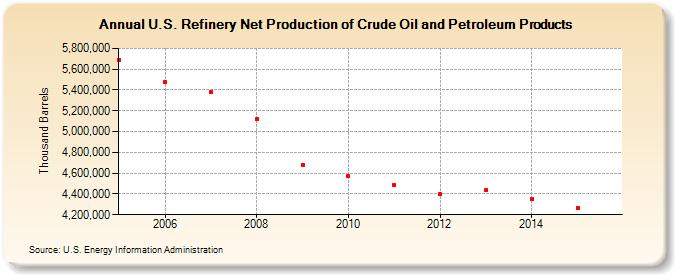 Annual U.S. Refinery Net Production of Crude Oil and Petroleum Products
Thousand Barrels
5,800,000
5,600,000
5,400,000
5,200,000
5,000,000
4,800,000
4,600,000
4,400,000
4,200,000
2006 2008 2010 2012 2014
Source: U.S. Energy Information Administration